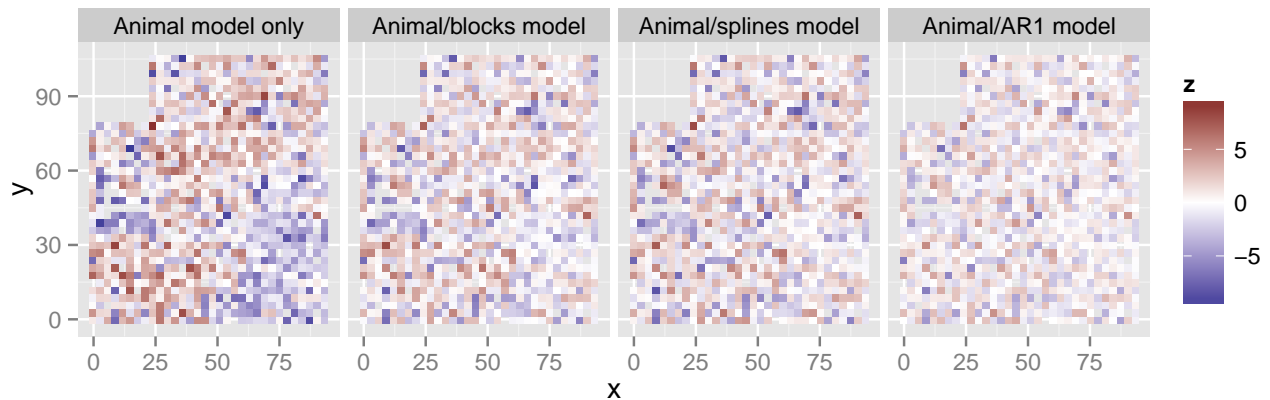 Animal model only
Animal/blocks model
Animal/splines model
Animal/AR1 model
z
5
0
−5
y
90
60
30
0
0 25 50 75
0 25 50 75
0 25 50 75
0 25 50 75
x